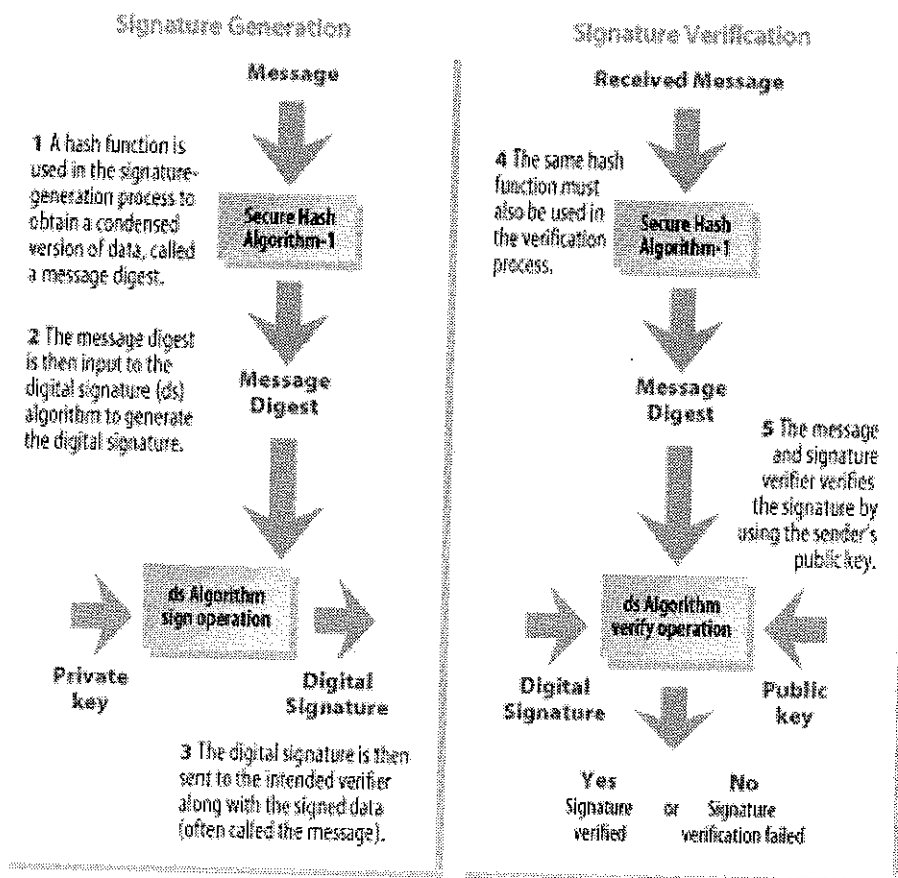 Signature Generation
Message
1 A hash function is
used in the signature-
generation process to
obtain a condensed
version of data, called
a message digest.
Secure Hash
Algorithm-1
2 The message digest
is then input to the
digital signature (ds)
algorithm to generate
the digital signature.
Message
Digest
ds Algorithm
sign operation
Private
key
Digital
Signature
3 The digital signature is then
sent to the intended verifier
along with the signed data
(often called the message).
Signature Verification
Received Message
4 The same hash
function must
also be used in
the verification
process.
Secure Hash
Algorithm-1
Message
Digest
5 The message
and signature
verifier verifies
the signature by
using the sender's
public key.
ds Algorithm
verify operation
Digital
Signature
Public
key
Yes
Signature
verified
or
No
Signature
verification failed